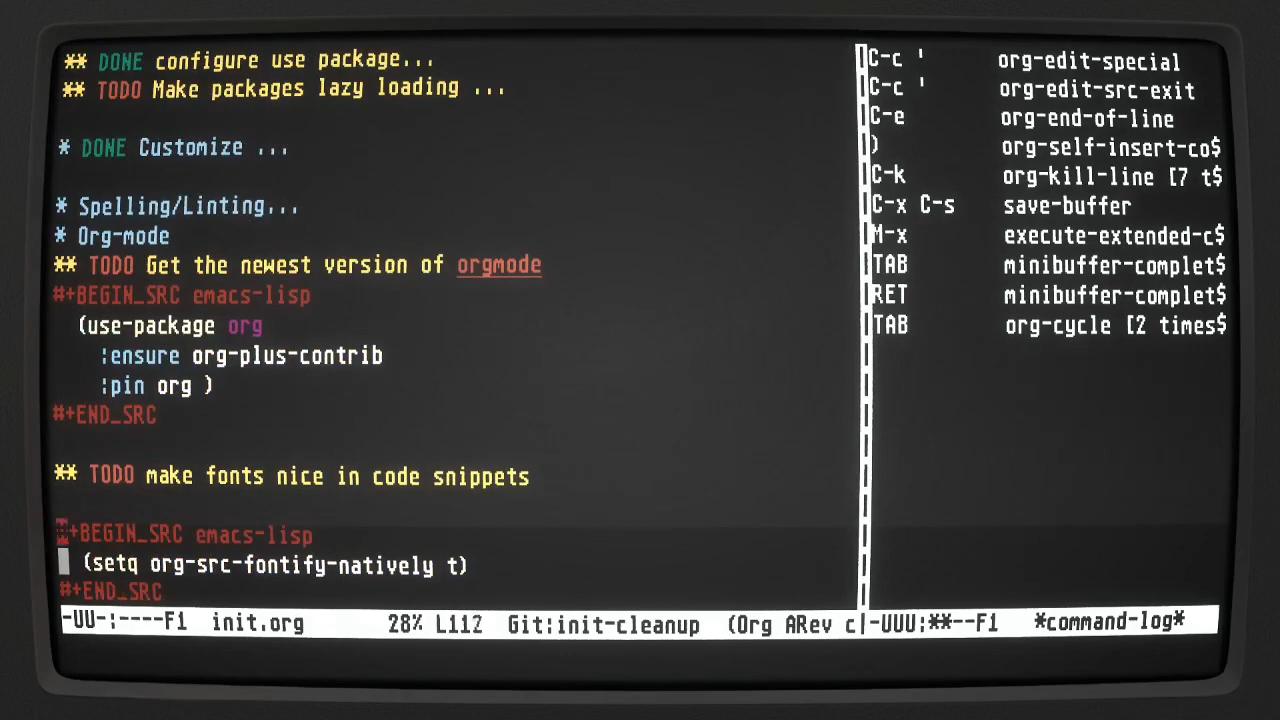 ** DONE configure use package...
** TODO Make packages lazy loading ...
* DONE Customize ...
* Spelling/Linting...
* Org-mode
** TODO Get the newest version of orgmode
#+BEGIN_SRC emacs-lisp
(use-package org
:ensure org-plus-contrib
:pin org )
#+END_SRC
** TODO make fonts nice in code snippets
#+BEGIN_SRC emacs-lisp
(setq org-src-fontify-natively t)
#+END_SRC
-UU-:----F1 init.org 28% L112 Git:init-cleanup (Org ARev c
C-c ' org-edit-special
C-c ' org-edit-src-exit
C-e org-end-of-line
) org-self-insert-co$
C-k org-kill-line [7 t$
C-x C-s save-buffer
M-x execute-extended-c$
TAB minibuffer-complet$
RET minibuffer-complet$
TAB org-cycle [2 times$
-UUU:**--F1 *command-log*